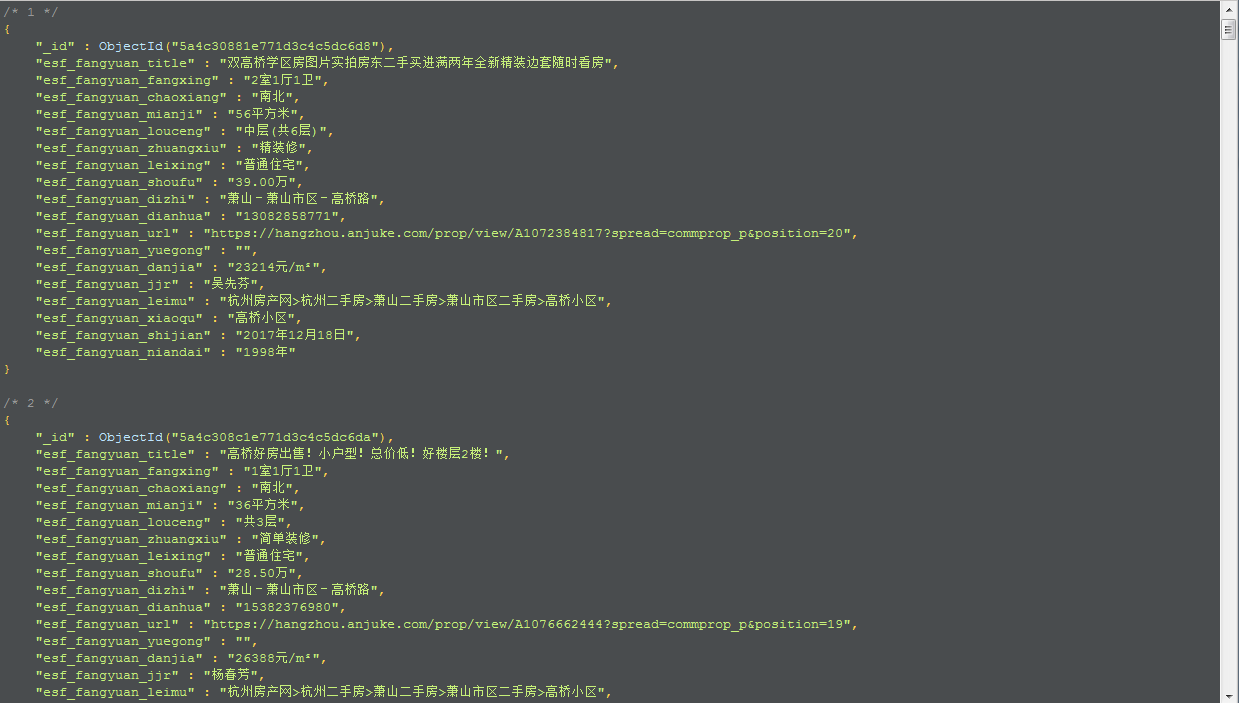 /* 1 */
{
    "_id" : ObjectId("5a4c30881e771d3c4c5dc6d8"),
    "esf_fangyuan_title" : "双高桥学区房图片实拍房东二手买进满两年全新精装边套随时看房",
    "esf_fangyuan_fangxing" : "2室1厅1卫",
    "esf_fangyuan_chaoxiang" : "南北",
    "esf_fangyuan_mianji" : "56平方米",
    "esf_fangyuan_louceng" : "中层(共6层)",
    "esf_fangyuan_zhuangxiu" : "精装修",
    "esf_fangyuan_leixing" : "普通住宅",
    "esf_fangyuan_shoufu" : "39.00万",
    "esf_fangyuan_dizhi" : "萧山－萧山市区－高桥路",
    "esf_fangyuan_dianhua" : "13082858771",
    "esf_fangyuan_url" : "https://hangzhou.anjuke.com/prop/view/A1072384817?spread=commprop_p&position=20",
    "esf_fangyuan_yuegong" : "",
    "esf_fangyuan_danjia" : "23214元/m²",
    "esf_fangyuan_jjr" : "吴先芬",
    "esf_fangyuan_leimu" : "杭州房产网>杭州二手房>萧山二手房>萧山市区二手房>高桥小区",
    "esf_fangyuan_xiaoqu" : "高桥小区",
    "esf_fangyuan_shijian" : "2017年12月18日",
    "esf_fangyuan_niandai" : "1998年"
}
/* 2 */
{
    "_id" : ObjectId("5a4c308c1e771d3c4c5dc6da"),
    "esf_fangyuan_title" : "高桥好房出售！小户型！总价低！好楼层2楼！",
    "esf_fangyuan_fangxing" : "1室1厅1卫",
    "esf_fangyuan_chaoxiang" : "南北",
    "esf_fangyuan_mianji" : "36平方米",
    "esf_fangyuan_louceng" : "共3层",
    "esf_fangyuan_zhuangxiu" : "简单装修",
    "esf_fangyuan_leixing" : "普通住宅",
    "esf_fangyuan_shoufu" : "28.50万",
    "esf_fangyuan_dizhi" : "萧山－萧山市区－高桥路",
    "esf_fangyuan_dianhua" : "15382376980",
    "esf_fangyuan_url" : "https://hangzhou.anjuke.com/prop/view/A1076662444?spread=commprop_p&position=19",
    "esf_fangyuan_yuegong" : "",
    "esf_fangyuan_danjia" : "26388元/m²",
    "esf_fangyuan_jjr" : "杨春芳",
    "esf_fangyuan_leimu" : "杭州房产网>杭州二手房>萧山二手房>萧山市区二手房>高桥小区",